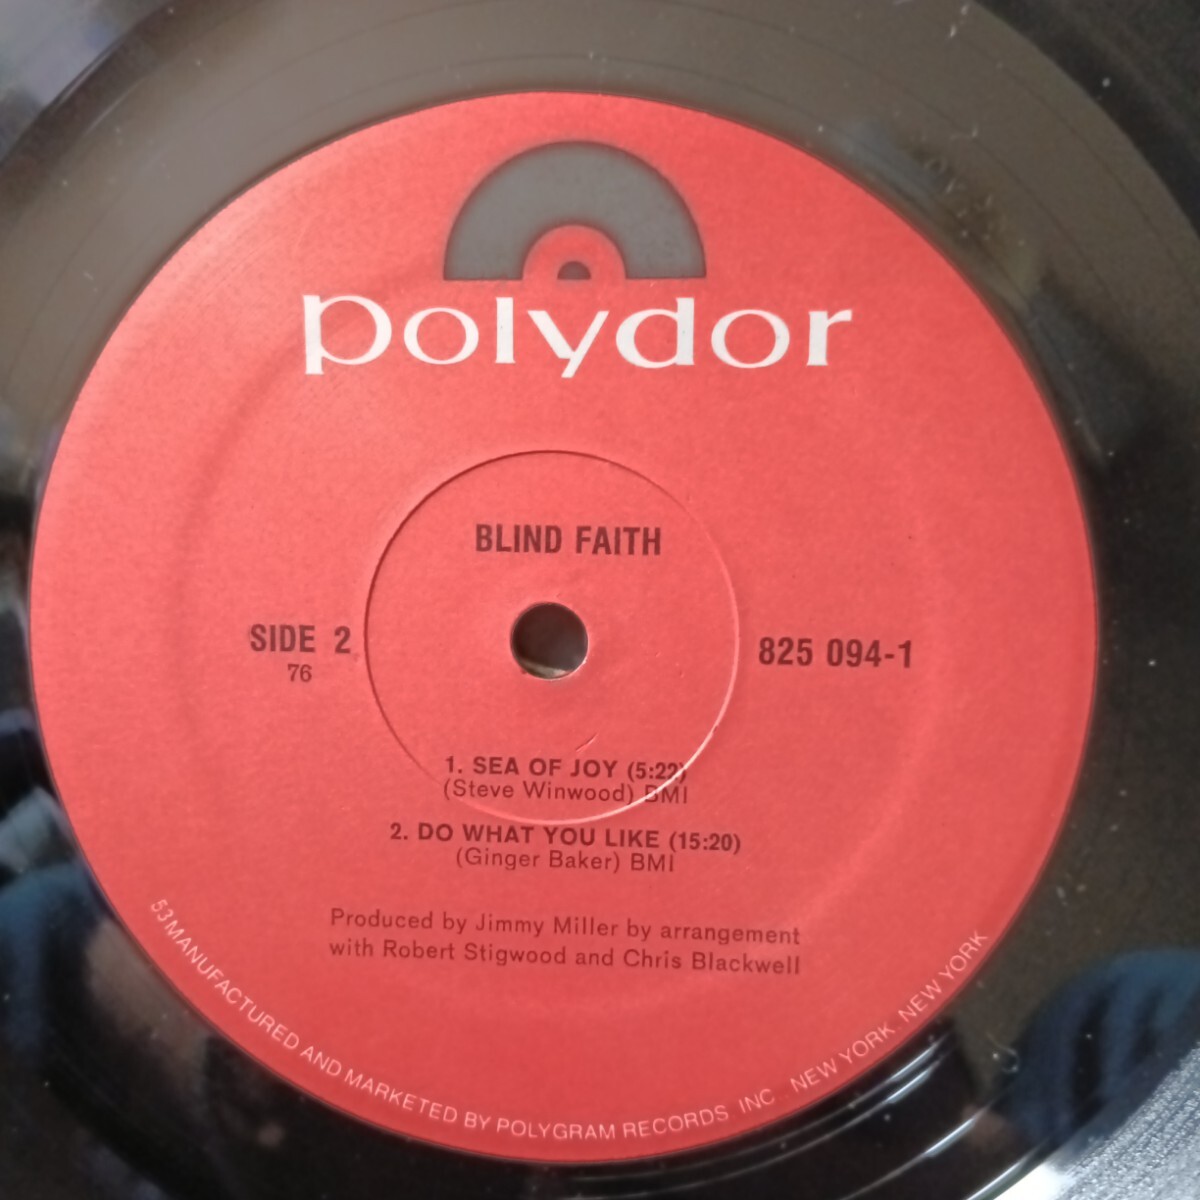 polydor
BLIND FAITH
SIDE 2
76
825 094-1
1. SEA OF JOY (5:22)
(Steve Winwood) BMI
2. DO WHAT YOU LIKE (15:20)
(Ginger Baker) BMI
Produced by Jimmy Miller by arrangement
with Robert Stigwood and Chris Blackwell
53MANUFACTURED AND MARKETED BY POLYGRAM RECORDS, INC. NEW YORK, NEW YORK